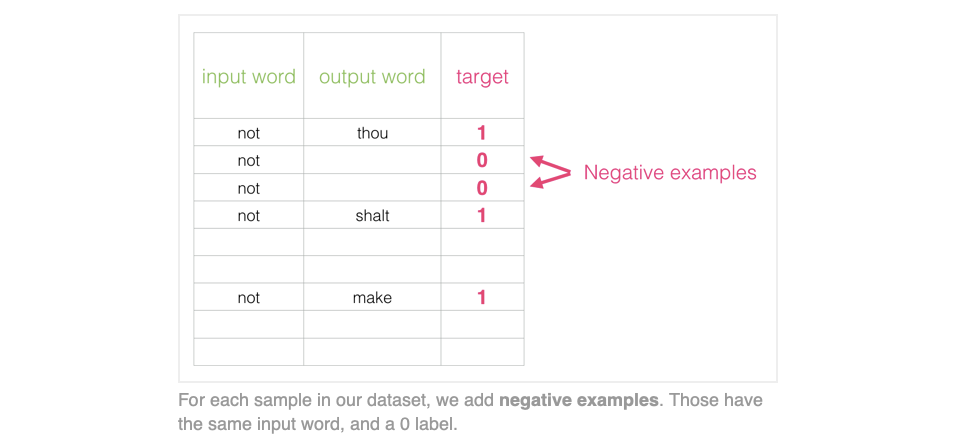 input word output word target
not thou 1
not 0
not 0
Negative examples
not shalt 1
not make 1
For each sample in our dataset, we add negative examples. Those have
the same input word, and a 0 label.